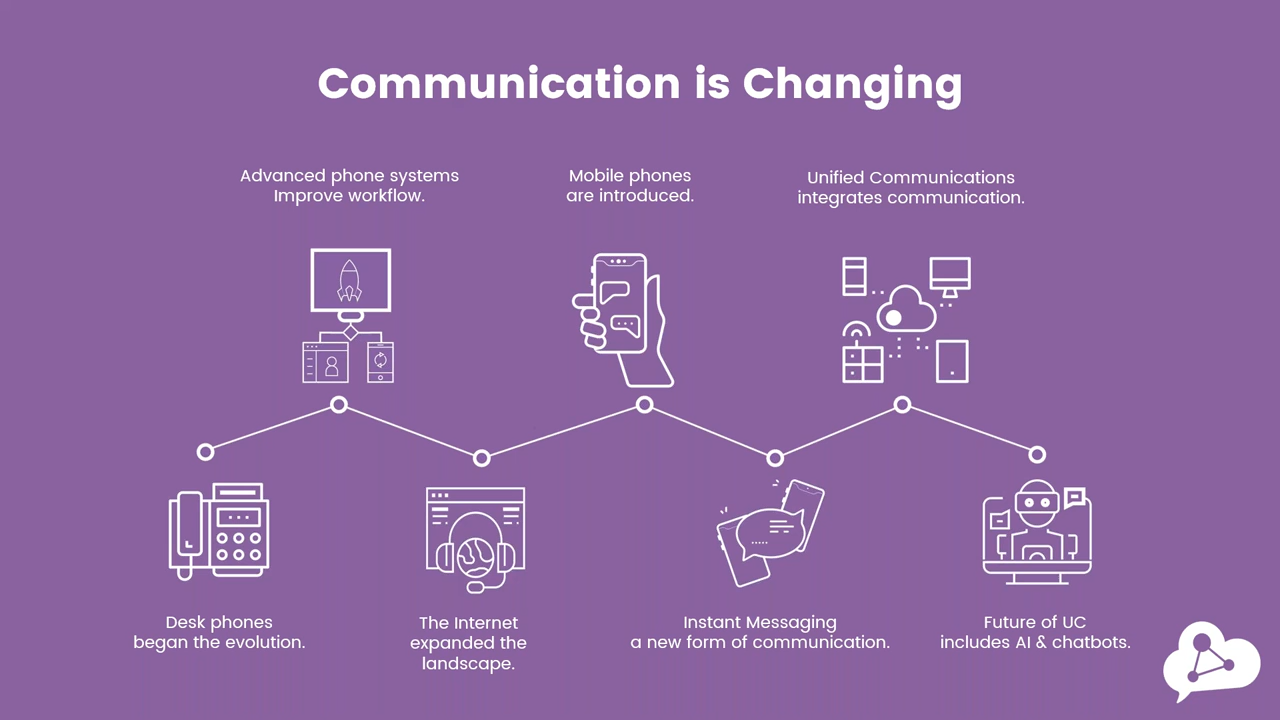 Communication is Changing
Advanced phone systems
Improve workflow.
Mobile phones
are introduced.
Unified Communications
integrates communication.
Desk phones
began the evolution.
The Internet
expanded the
landscape.
Instant Messaging
a new form of communication.
Future of UC
includes AI & chatbots.